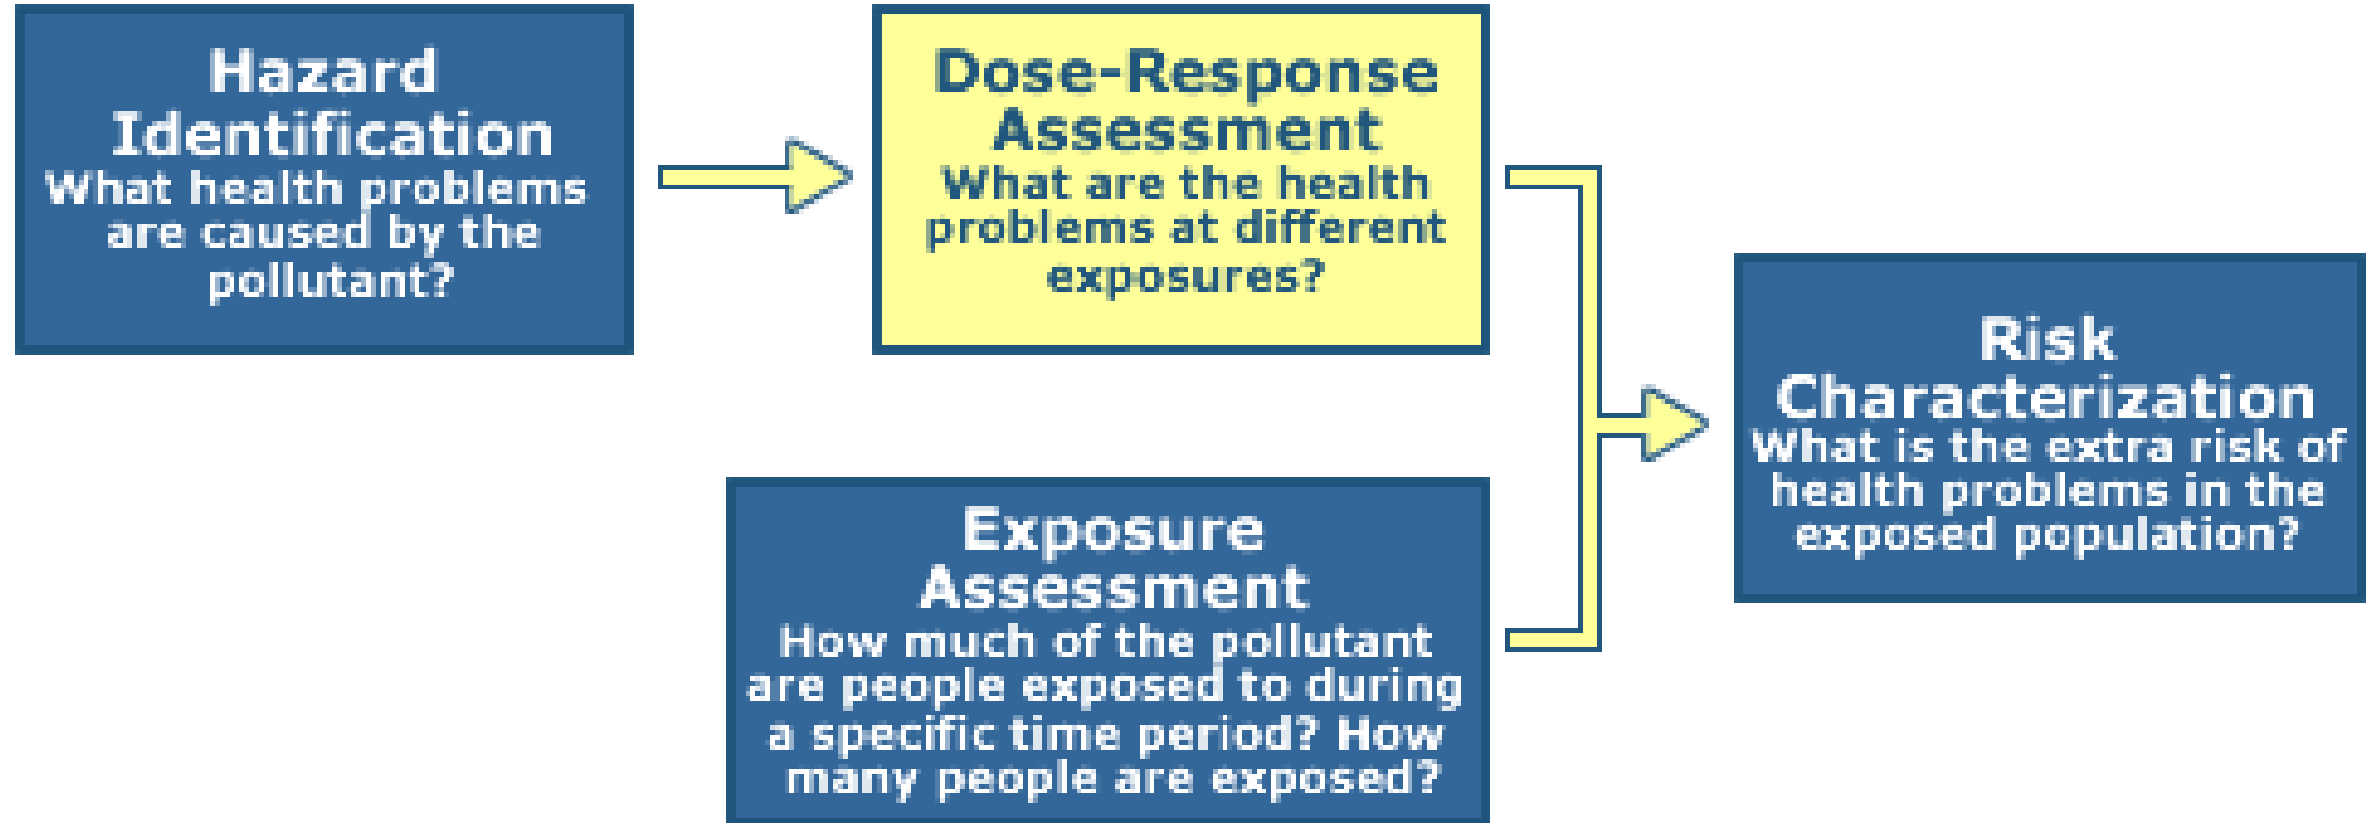 Hazard
Identification
What health problems
are caused by the
pollutant?
Dose-Response
Assessment
What are the health
problems at different
exposures?
Exposure
Assessment
How much of the pollutant
are people exposed to during
a specific time period? How
many people are exposed?
Risk
Characterization
What is the extra risk of
health problems in the
exposed population?